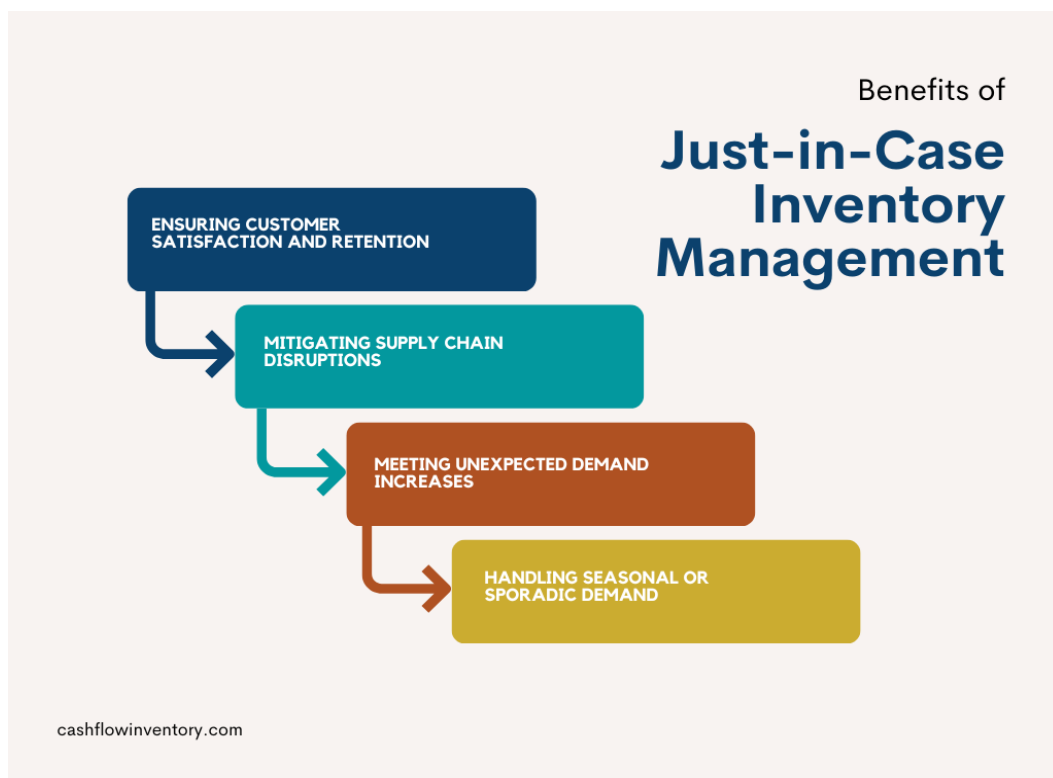 Benefits of
Just-in-Case
Inventory
Management
ENSURING CUSTOMER
SATISFACTION AND RETENTION
MITIGATING SUPPLY CHAIN
DISRUPTIONS
MEETING UNEXPECTED DEMAND
INCREASES
HANDLING SEASONAL OR
SPORADIC DEMAND
cashflowinventory.com